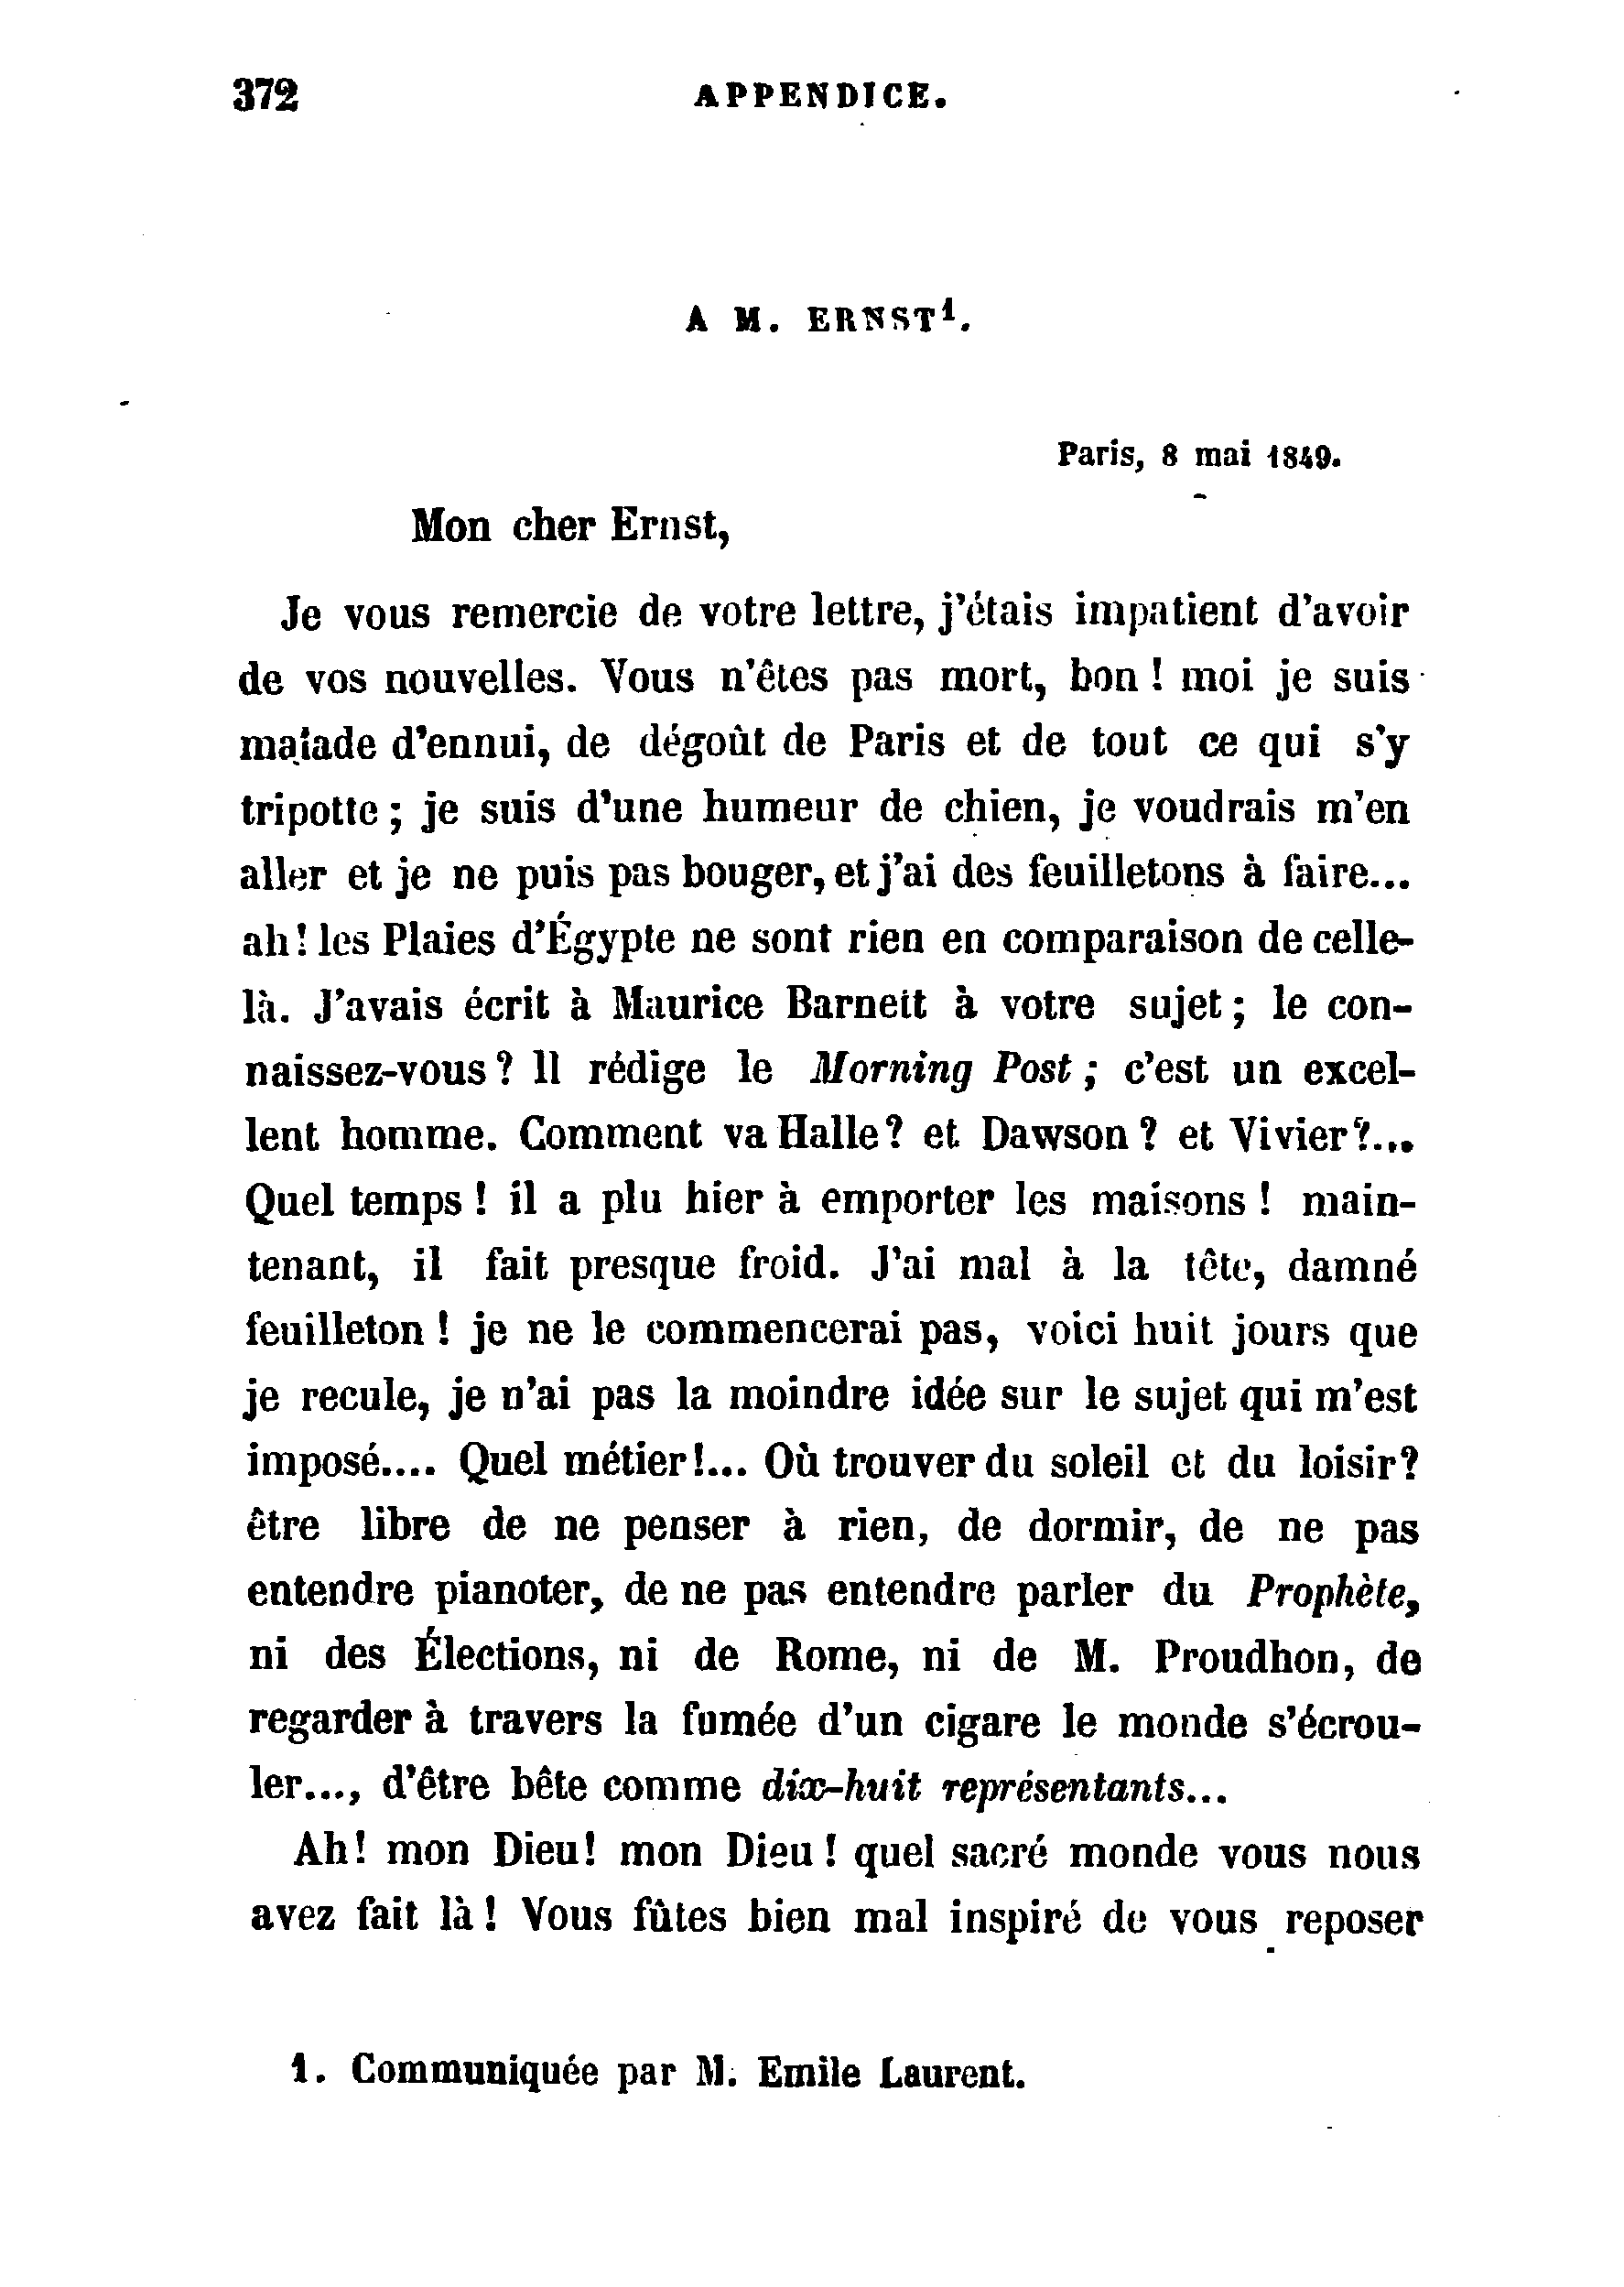 372 APPENDICE.
A M. ERNST¹.
Paris, 8 mai 1849.
Mon cher Ernst,
Je vous remercie de votre lettre, j'étais impatient d'avoir
de vos nouvelles. Vous n'êtes pas mort, bon ! moi je suis
malade d'ennui, de dégoût de Paris et de tout ce qui s'y
tripotte ; je suis d'une humeur de chien, je voudrais m'en
aller et je ne puis pas bouger, et j'ai des feuilletons à faire...
ah ! les Plaies d'Égypte ne sont rien en comparaison de celle-
là. J'avais écrit à Maurice Barnett à votre sujet ; le con-
naissez-vous ? Il rédige le Morning Post ; c'est un excel-
lent homme. Comment va Halle ? et Dawson ? et Vivier ?...
Quel temps ! il a plu hier à emporter les maisons ! main-
tenant, il fait presque froid. J'ai mal à la tête, damné
feuilleton ! je ne le commencerai pas, voici huit jours que
je recule, je n'ai pas la moindre idée sur le sujet qui m'est
imposé.... Quel métier !... Où trouver du soleil et du loisir ?
être libre de ne penser à rien, de dormir, de ne pas
entendre pianoter, de ne pas entendre parler du Prophète,
ni des Élections, ni de Rome, ni de M. Proudhon, de
regarder à travers la fumée d'un cigare le monde s'écrou-
ler..., d'être bête comme dix-huit représentants...
Ah ! mon Dieu ! mon Dieu ! quel sacré monde vous nous
avez fait là ! Vous fûtes bien mal inspiré de vous reposer
1. Communiquée par M. Emile Laurent.